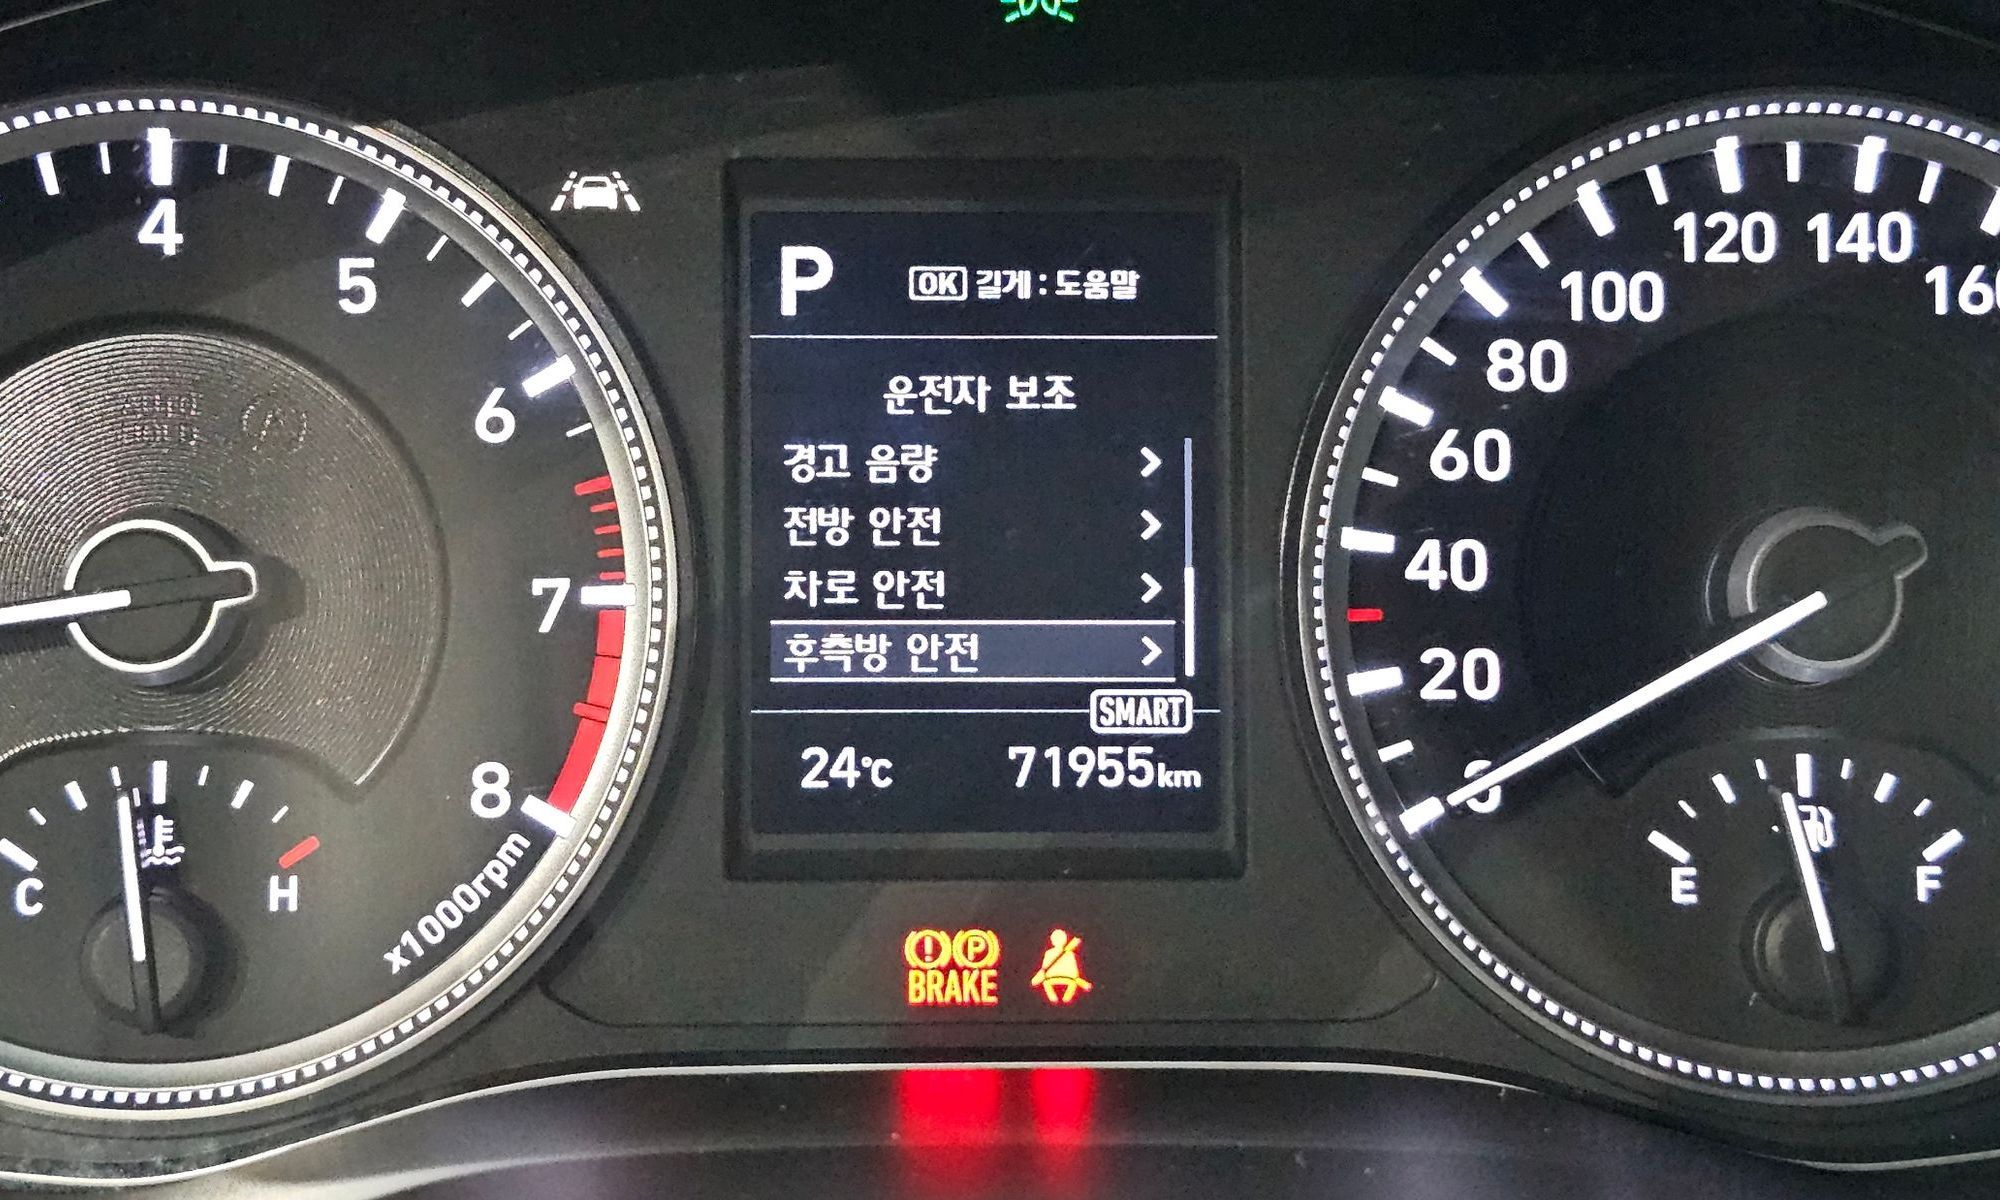 4
5
6
7
8
x1000rpm
C
H
P
OK 길게 : 도움말
운전자 보조
경고 음량
전방 안전
차로 안전
후측방 안전
SMART
24°C 71955km
BRAKE
P
0
20
40
60
80
100
120
140
E
F